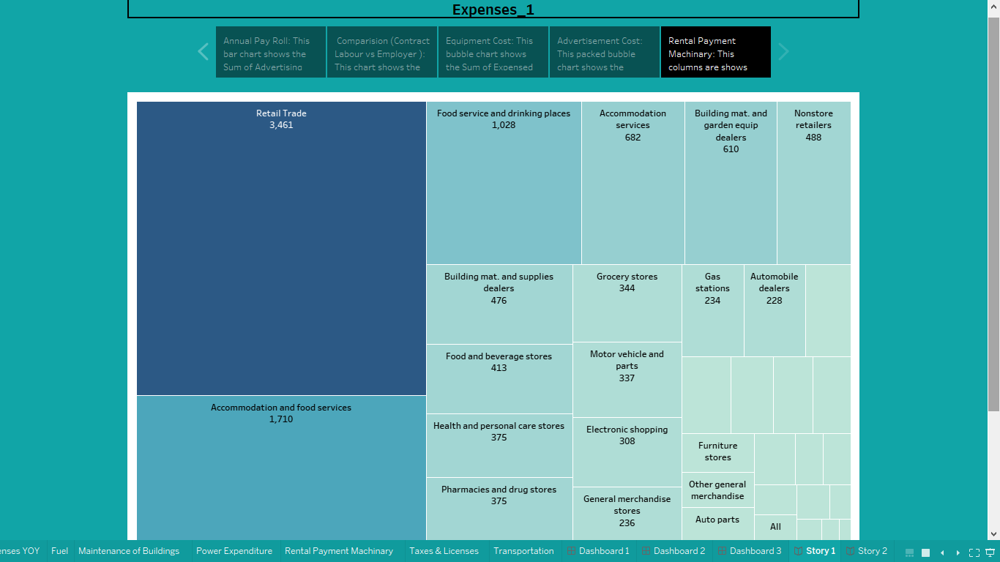 Expenses_1
Annual Pay Roll: This
bar chart shows the
Sum of Advertising
Comparision (Contract
Labour vs Employer ):
This chart shows the
Equipment Cost: This
bubble chart shows
the Sum of Expensed
Advertisement Cost:
This packed bubble
chart shows the
Rental Payment
Machinary: This
columns are shows
Retail Trade
3,461
Food service and drinking places
1,028
Accommodation
services
682
Building mat. and
garden equip
dealers
610
Nonstore
retailers
488
Building mat. and supplies
dealers
476
Grocery stores
344
Gas
stations
234
Automobile
dealers
228
Food and beverage stores
413
Motor vehicle and
parts
337
Accommodation and food services
1,710
Health and personal care stores
375
Electronic shopping
308
Furniture
stores
Pharmacies and drug stores
375
General merchandise
stores
236
Other general
merchandise
Auto parts
All
enses YOY
Fuel
Maintenance of Buildings
Power Expenditure
Rental Payment Machinary
Taxes & Licenses
Transportation
Dashboard 1
Dashboard 2
Dashboard 3
Story 1
Story 2